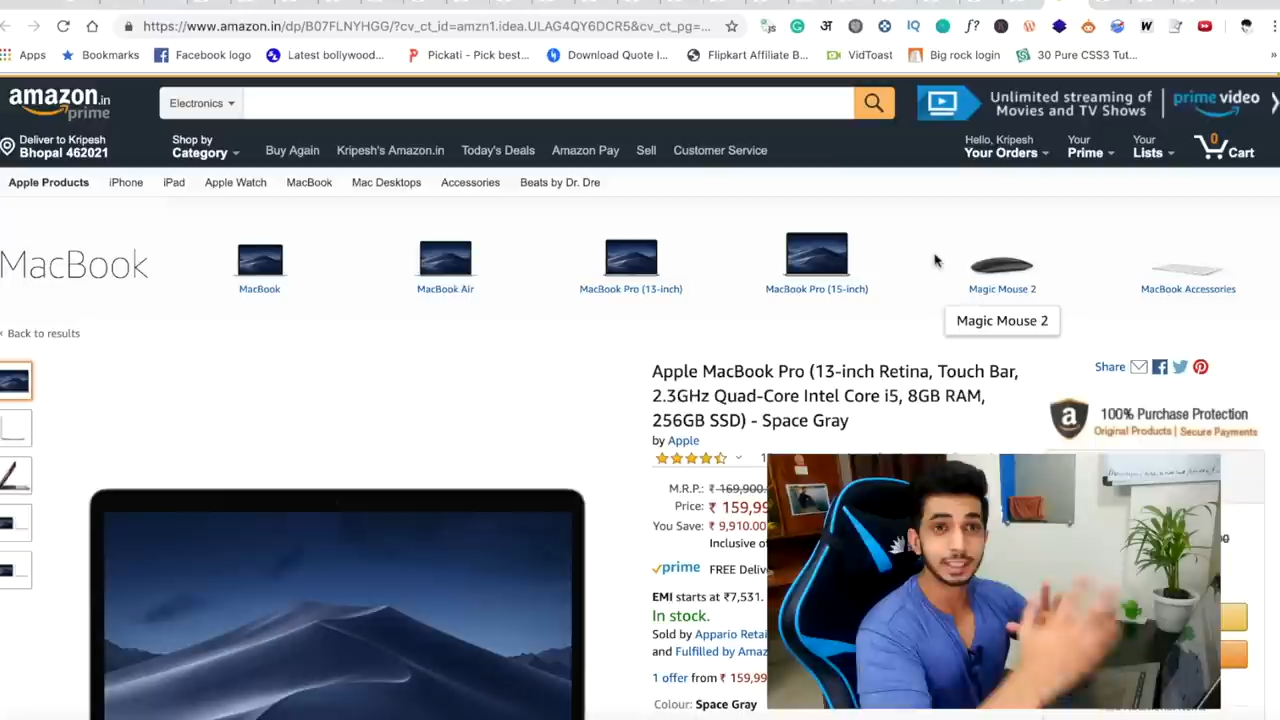 https://www.amazon.in/dp/B07FLNYHGG/?cv_ct_id=amzn1.idea.ULAG4QY6DCR5&cv_ct_pg=...
Apps
Bookmarks
Facebook logo
Latest bollywood...
Pickati - Pick best...
Download Quote I...
Flipkart Affiliate B...
VidToast
Big rock login
30 Pure CSS3 Tut...
»
amazon.in
prime
Electronics
Unlimited streaming of
Movies and TV Shows
prime video
Deliver to Kripesh
Bhopal 462021
Shop by
Category
Buy Again
Kripesh's Amazon.in
Today's Deals
Amazon Pay
Sell
Customer Service
Hello, Kripesh
Your Orders
Your
Prime
Your
Lists
0
Cart
Apple Products
iPhone
iPad
Apple Watch
MacBook
Mac Desktops
Accessories
Beats by Dr. Dre
MacBook
MacBook
MacBook Air
MacBook Pro (13-inch)
MacBook Pro (15-inch)
Magic Mouse 2
MacBook Accessories
Magic Mouse 2
‹ Back to results
Apple MacBook Pro (13-inch Retina, Touch Bar,
2.3GHz Quad-Core Intel Core i5, 8GB RAM,
256GB SSD) - Space Gray
by Apple
Share
100% Purchase Protection
Original Products | Secure Payments
M.R.P.: ₹ 169,900.
Price: ₹ 159,99
You Save: ₹ 9,910.00
Inclusive o
prime FREE Deliv
EMI starts at ₹7,531.
In stock.
Sold by Appario Retai
and Fulfilled by Amaz
1 offer from ₹ 159,99
Colour: Space Gray